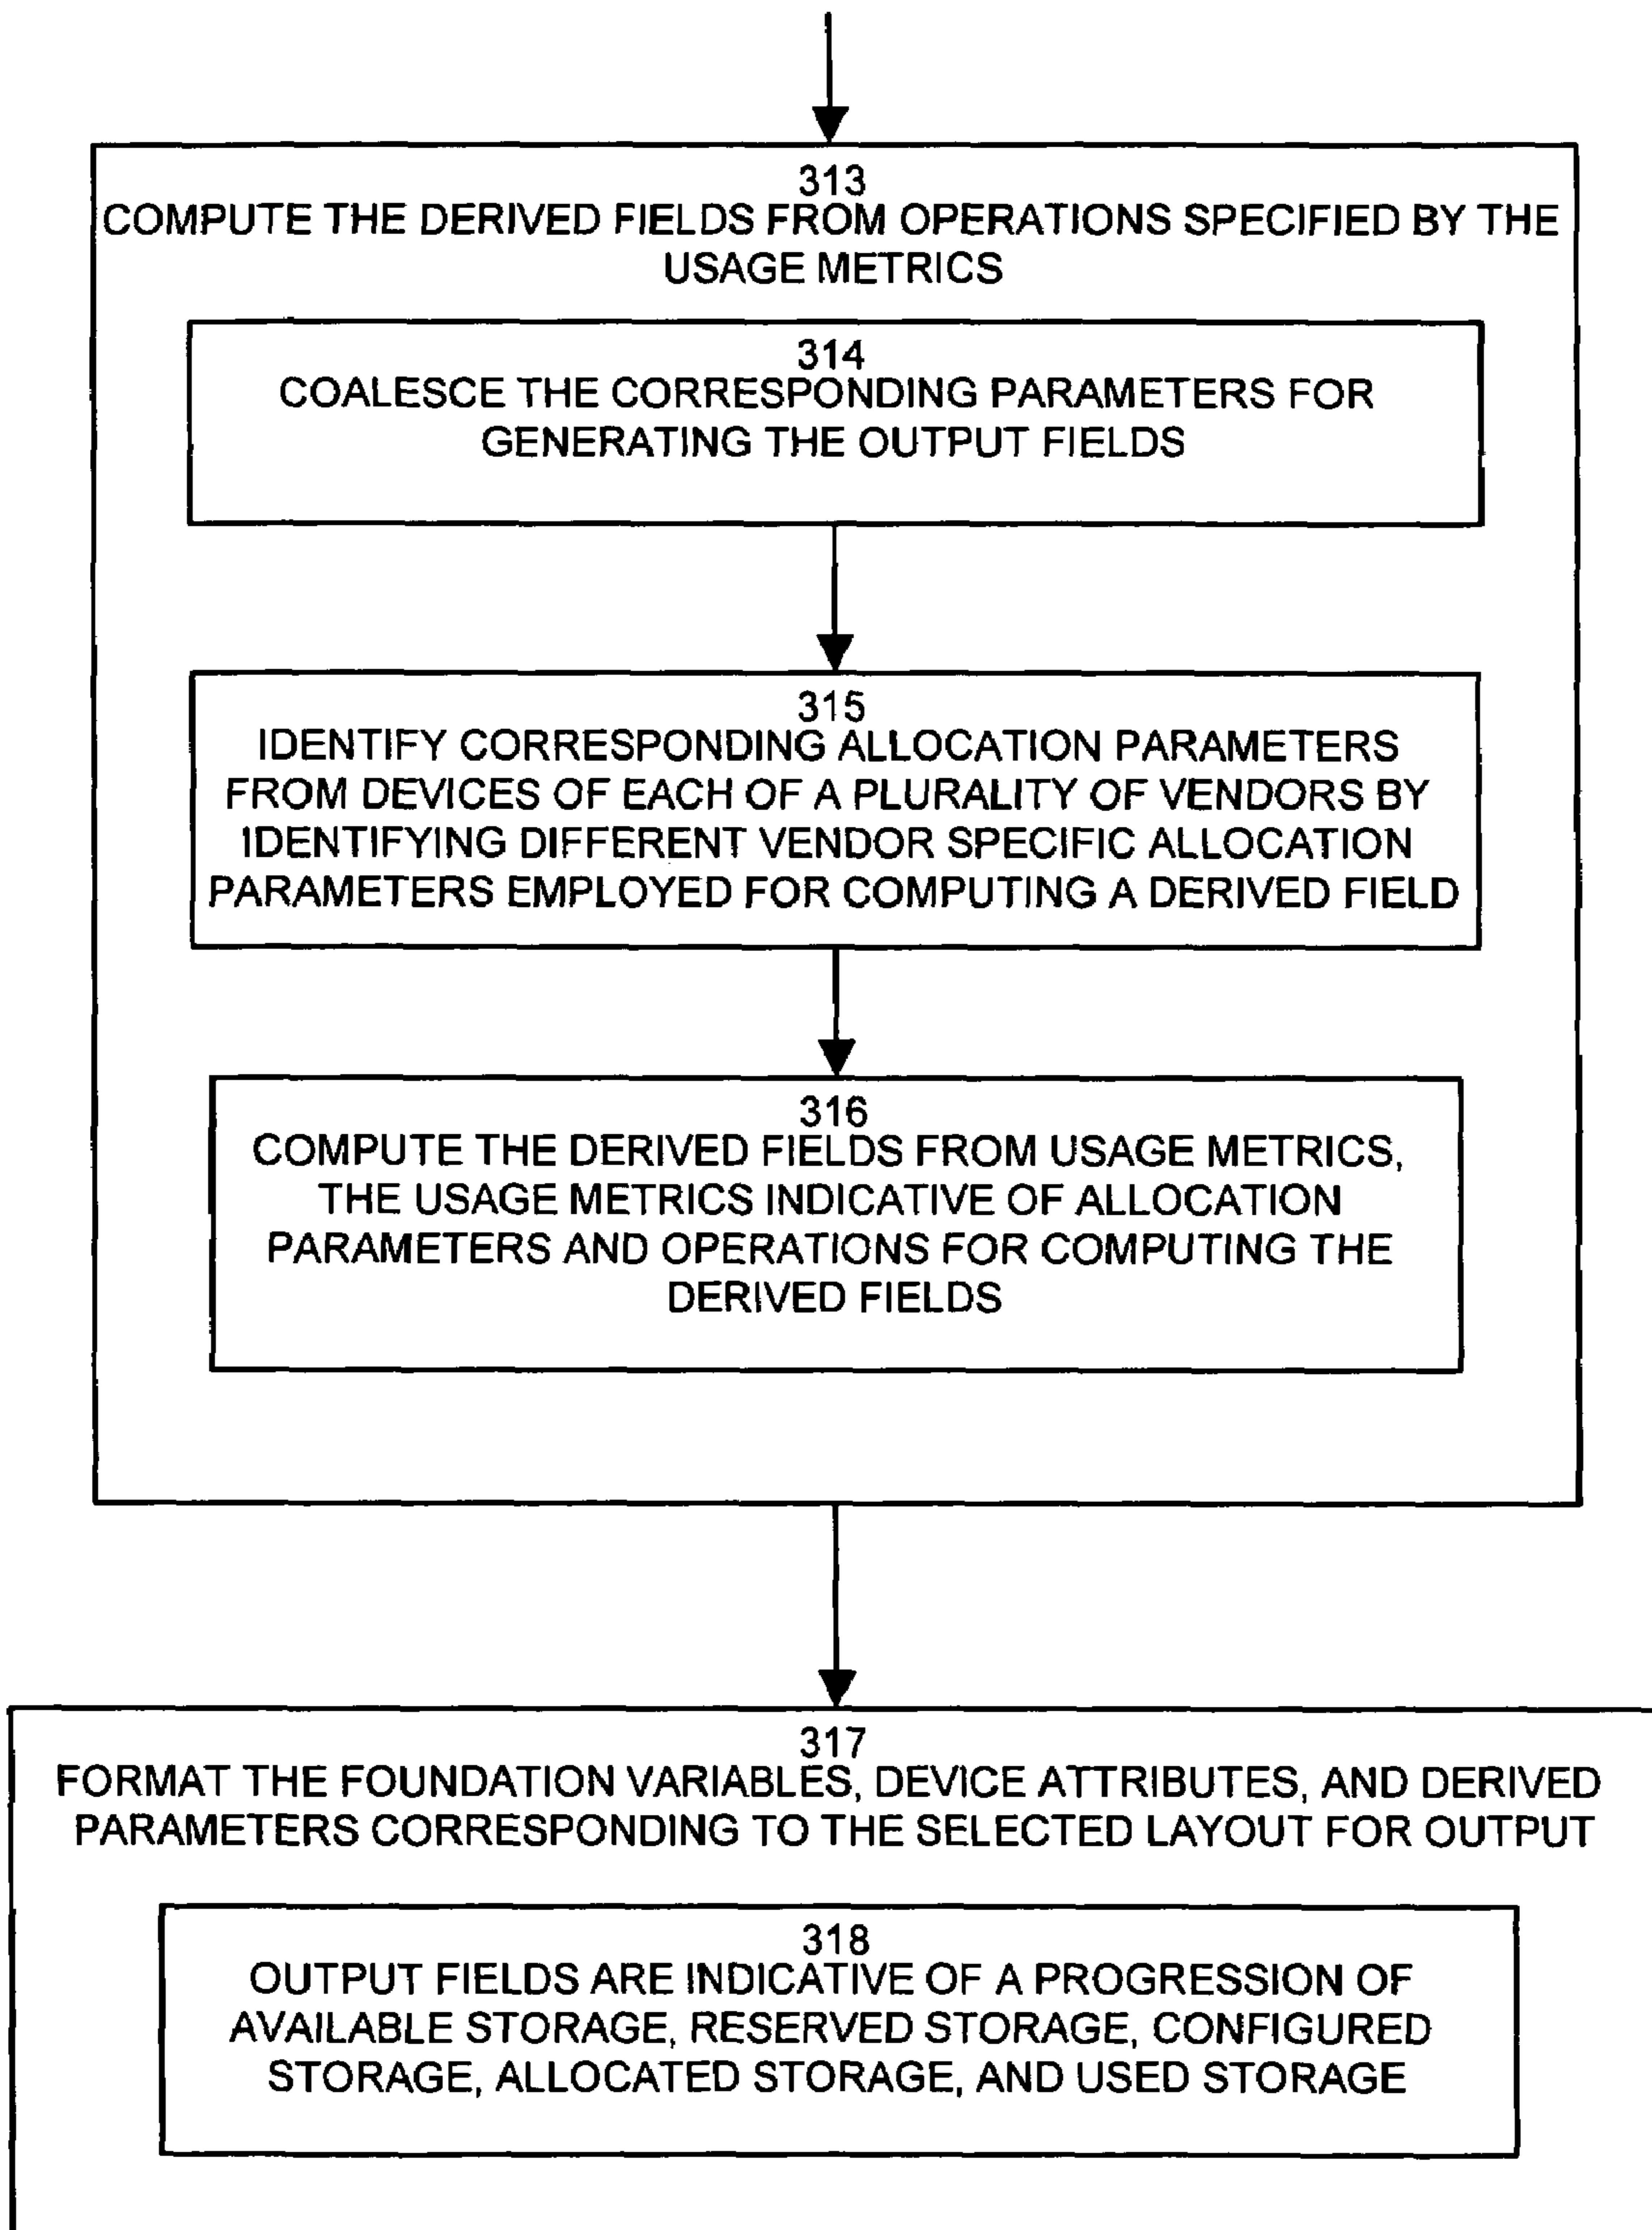 313
COMPUTE THE DERIVED FIELDS FROM OPERATIONS SPECIFIED BY THE
USAGE METRICS
314
COALESCE THE CORRESPONDING PARAMETERS FOR
GENERATING THE OUTPUT FIELDS
315
IDENTIFY CORRESPONDING ALLOCATION PARAMETERS
FROM DEVICES OF EACH OF A PLURALITY OF VENDORS BY
IDENTIFYING DIFFERENT VENDOR SPECIFIC ALLOCATION
PARAMETERS EMPLOYED FOR COMPUTING A DERIVED FIELD
316
COMPUTE THE DERIVED FIELDS FROM USAGE METRICS,
THE USAGE METRICS INDICATIVE OF ALLOCATION
PARAMETERS AND OPERATIONS FOR COMPUTING THE
DERIVED FIELDS
317
FORMAT THE FOUNDATION VARIABLES, DEVICE ATTRIBUTES, AND DERIVED
PARAMETERS CORRESPONDING TO THE SELECTED LAYOUT FOR OUTPUT
318
OUTPUT FIELDS ARE INDICATIVE OF A PROGRESSION OF
AVAILABLE STORAGE, RESERVED STORAGE, CONFIGURED
STORAGE, ALLOCATED STORAGE, AND USED STORAGE